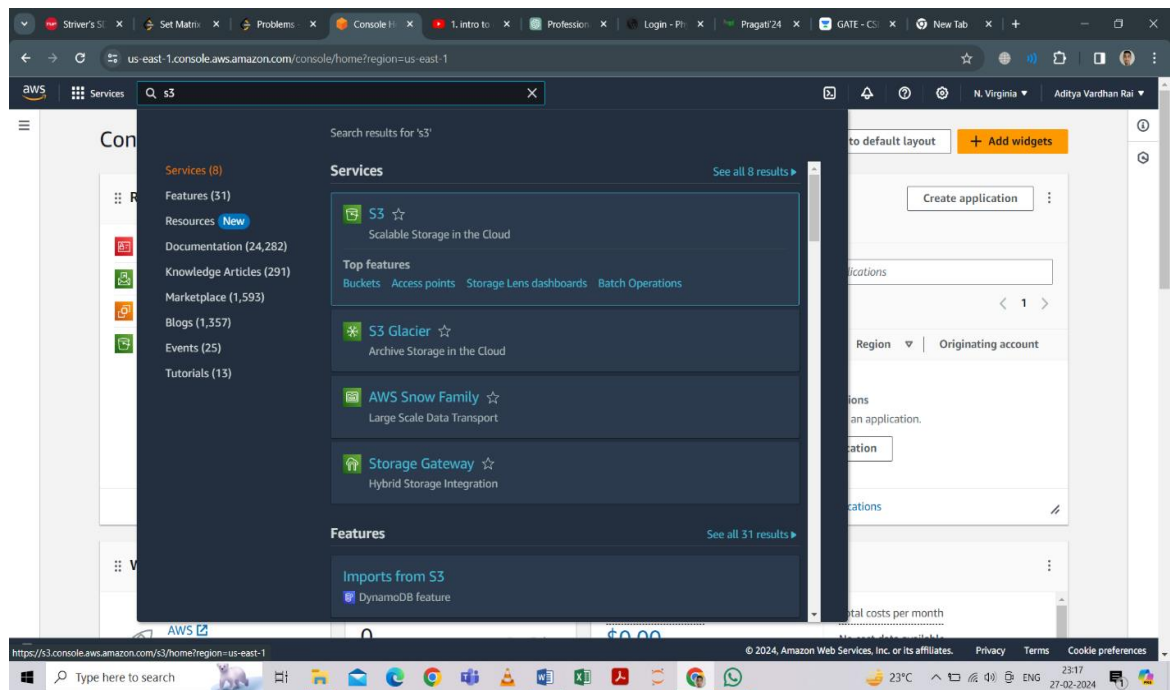 Striver's S
Set Matri
Problems
Console H
1. intro to
Profession
Login - Ph
Pragati'24
GATE - CS
New Tab
us-east-1.console.aws.amazon.com/console/home?region=us-east-1
aws
Services
s3
N. Virginia
Aditya Vardhan Rai
Con
to default layout
+ Add widgets
Search results for 's3'
Services (8)
Features (31)
Resources New
Documentation (24,282)
Knowledge Articles (291)
Marketplace (1,593)
Blogs (1,357)
Events (25)
Tutorials (13)
Services
See all 8 results
S3
Scalable Storage in the Cloud
Top features
Buckets Access points Storage Lens dashboards Batch Operations
S3 Glacier
Archive Storage in the Cloud
AWS Snow Family
Large Scale Data Transport
Storage Gateway
Hybrid Storage Integration
Features
See all 31 results
Imports from S3
DynamoDB feature
R
Create application
lications
1
Region
Originating account
ions
an application.
cation
cations
W
otal costs per month
AWS
0
$0.00
https://s3.console.aws.amazon.com/s3/home?region=us-east-1
© 2024, Amazon Web Services, Inc. or its affiliates.
Privacy
Terms
Cookie preferences
Type here to search
23°C
ENG
23:17
27-02-2024